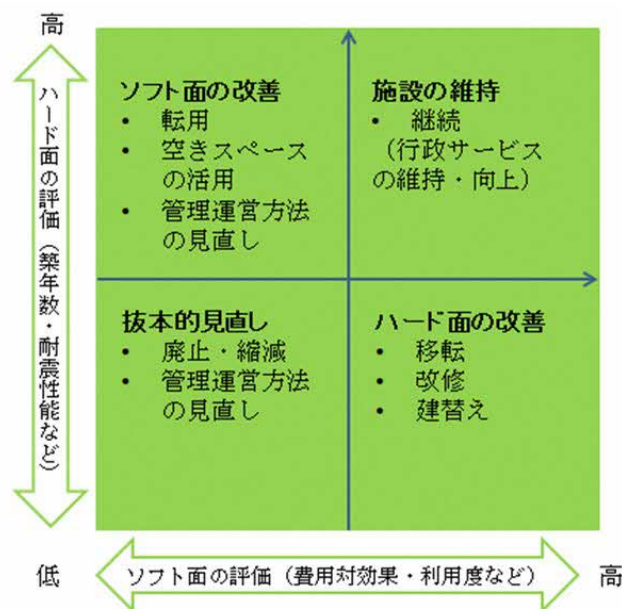 高
ハード面の評価（築年数・耐震性能など）
ソフト面の改善
• 転用
• 空きスペース
の活用
• 管理運営方法
の見直し
施設の維持
• 継続
（行政サービス
の維持・向上）
抜本的見直し
• 廃止・縮減
• 管理運営方法
の見直し
ハード面の改善
• 移転
• 改修
• 建替え
低
ソフト面の評価（費用対効果・利用度など）
高